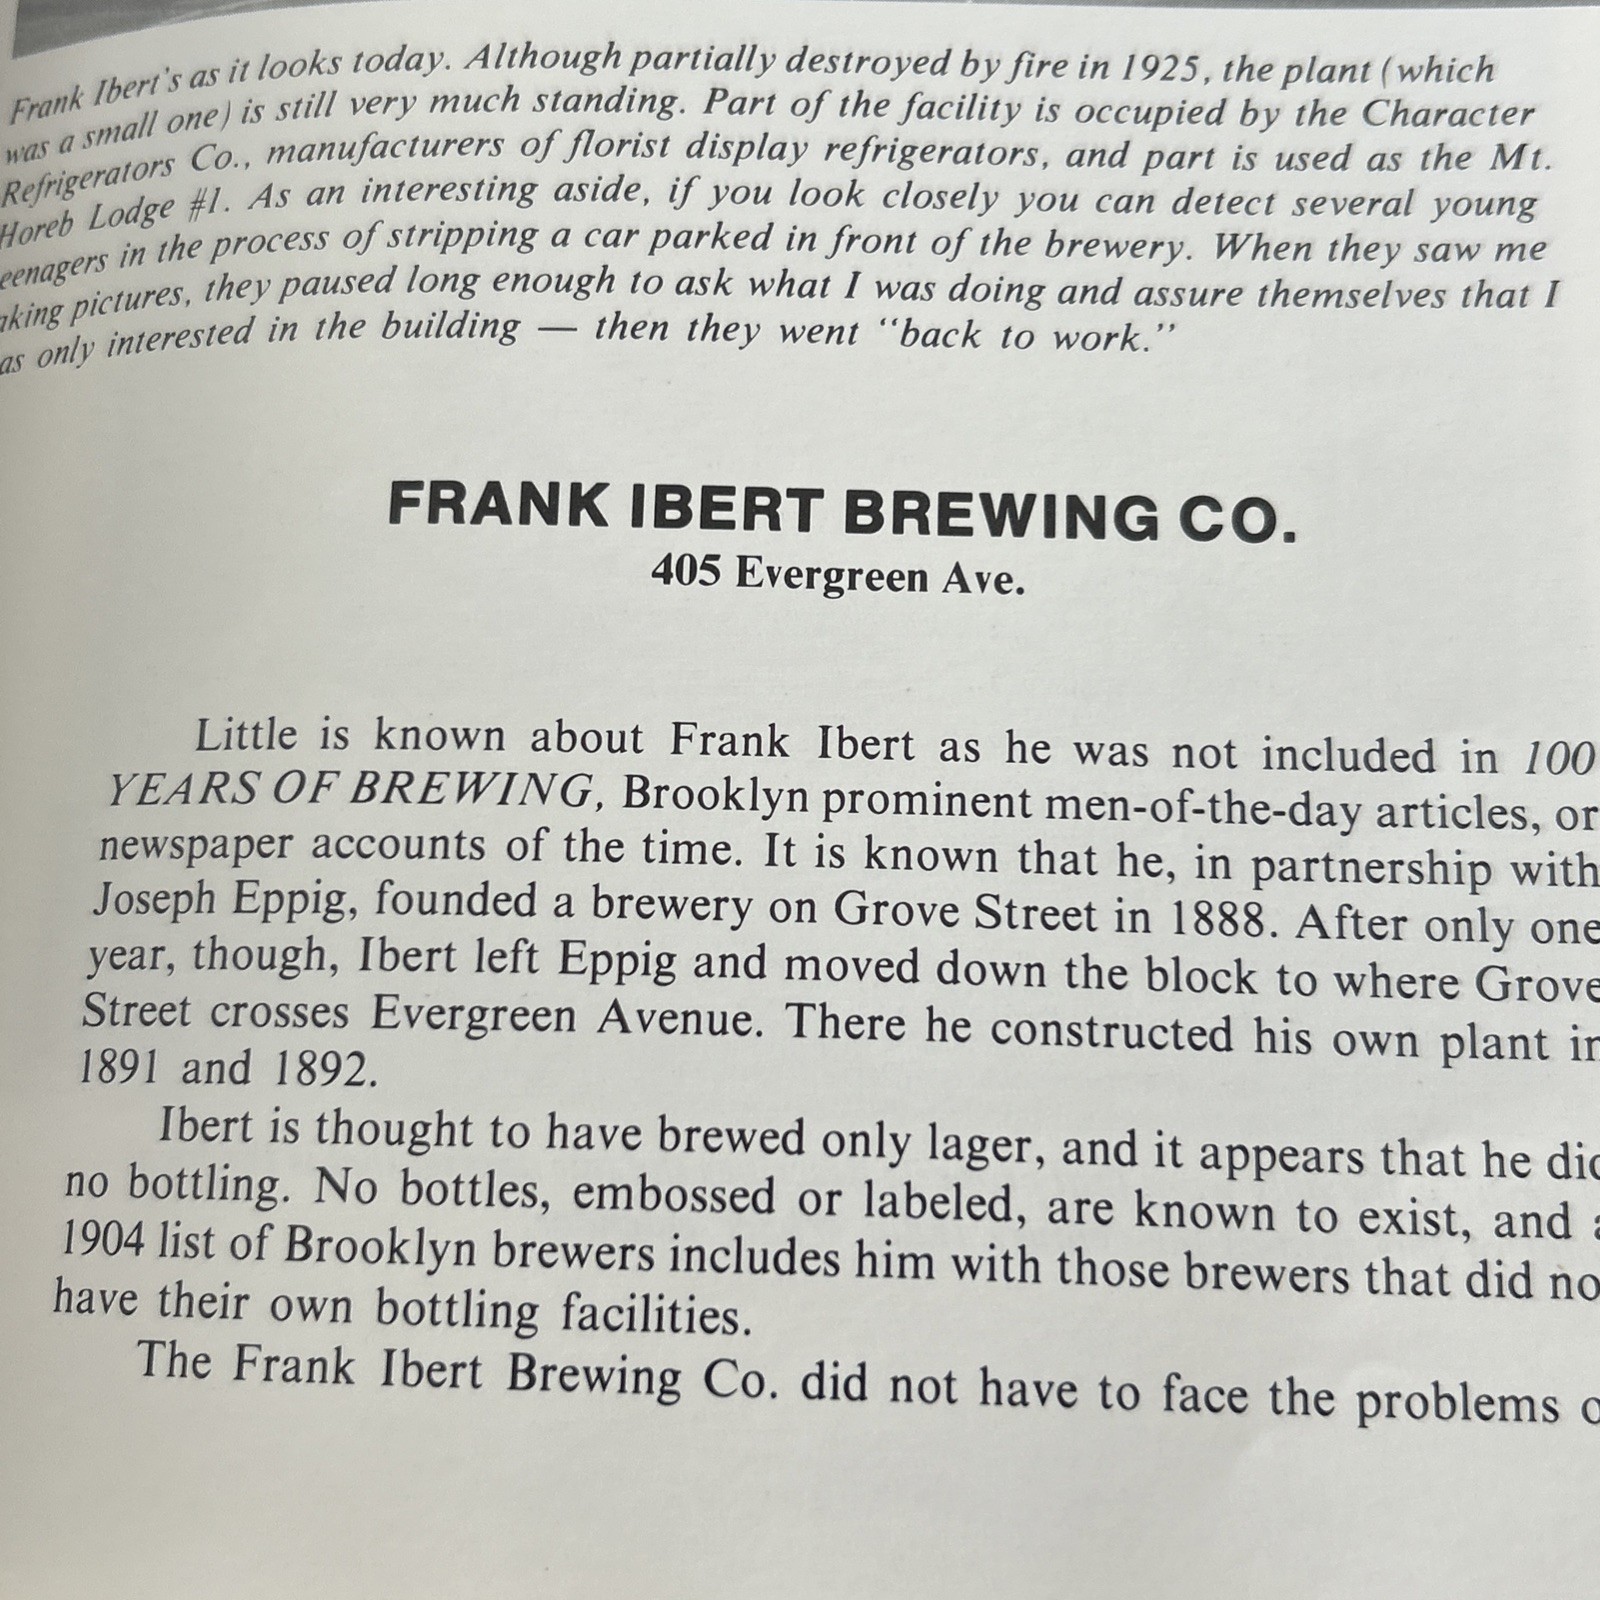 Frank Ibert's as it looks today. Although partially destroyed by fire in 1925, the plant (which
was a small one) is still very much standing. Part of the facility is occupied by the Character
Refrigerators Co., manufacturers of florist display refrigerators, and part is used as the Mt.
Horeb Lodge #1. As an interesting aside, if you look closely you can detect several young
eenagers in the process of stripping a car parked in front of the brewery. When they saw me
aking pictures, they paused long enough to ask what I was doing and assure themselves that I
as only interested in the building — then they went “back to work.”
FRANK IBERT BREWING CO.
405 Evergreen Ave.
Little is known about Frank Ibert as he was not included in 100
YEARS OF BREWING, Brooklyn prominent men-of-the-day articles, or
newspaper accounts of the time. It is known that he, in partnership with
Joseph Eppig, founded a brewery on Grove Street in 1888. After only one
year, though, Ibert left Eppig and moved down the block to where Grove
Street crosses Evergreen Avenue. There he constructed his own plant in
1891 and 1892.
Ibert is thought to have brewed only lager, and it appears that he did
no bottling. No bottles, embossed or labeled, are known to exist, and a
1904 list of Brooklyn brewers includes him with those brewers that did no
have their own bottling facilities.
The Frank Ibert Brewing Co. did not have to face the problems o